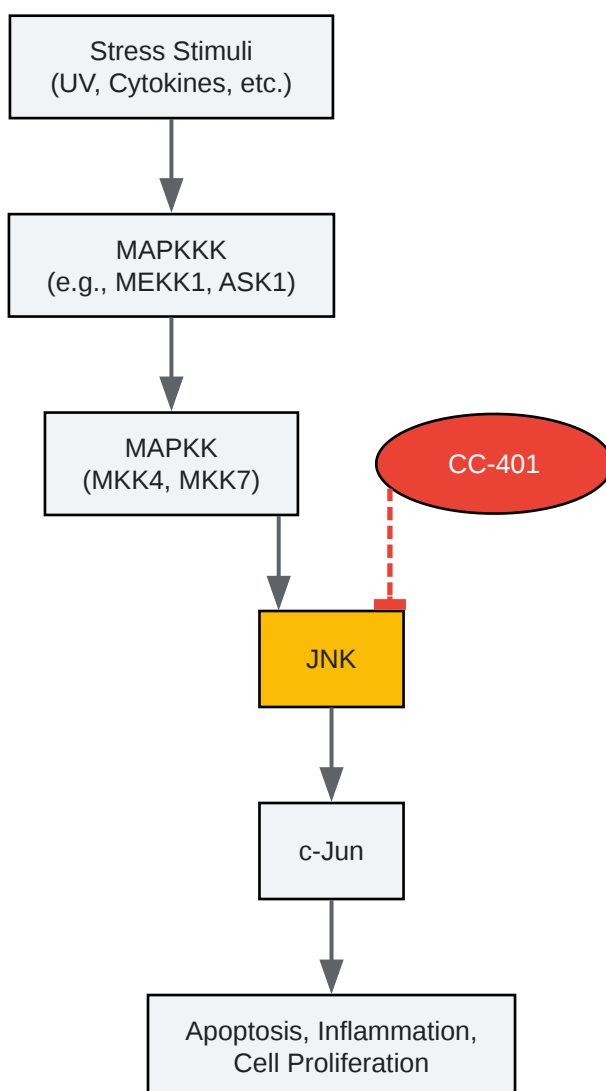 Stress Stimuli
(UV, Cytokines, etc.)
MAPKKK
(e.g., MEKK1, ASK1)
MAPKK
(MKK4, MKK7)
CC-401
JNK
c-Jun
Apoptosis, Inflammation,
Cell Proliferation